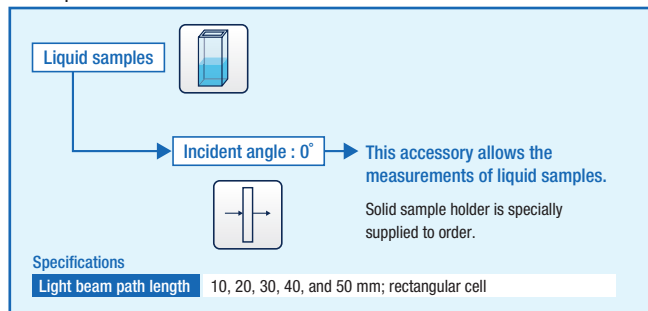 Liquid samples
Incident angle : 0˚
This accessory allows the
measurements of liquid samples.
Solid sample holder is specially
supplied to order.
Specifications
Light beam path length 10, 20, 30, 40, and 50 mm; rectangular cell